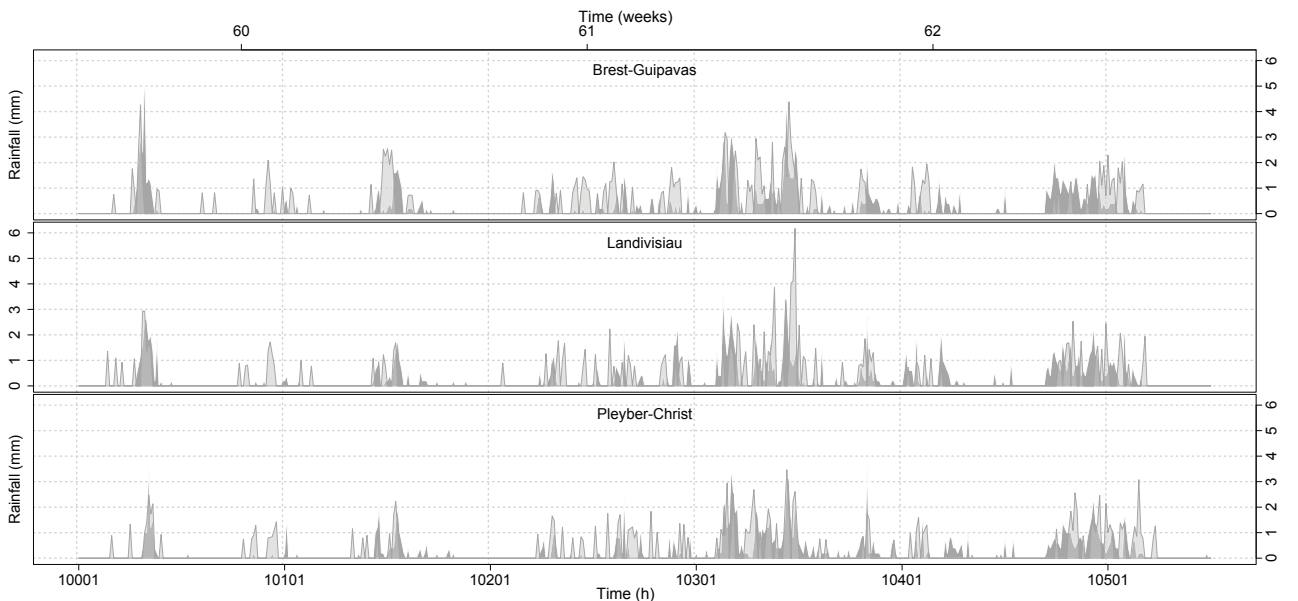 Time (weeks)
60 61 62
Brest-Guipavas
Rainfall (mm)
0 1 2 3 4 5 6
Landivisiau
0 1 2 3 4 5 6
Pleyber-Christ
Rainfall (mm)
0 1 2 3 4 5 6
10001 10101 10201 10301 10401 10501
Time (h)